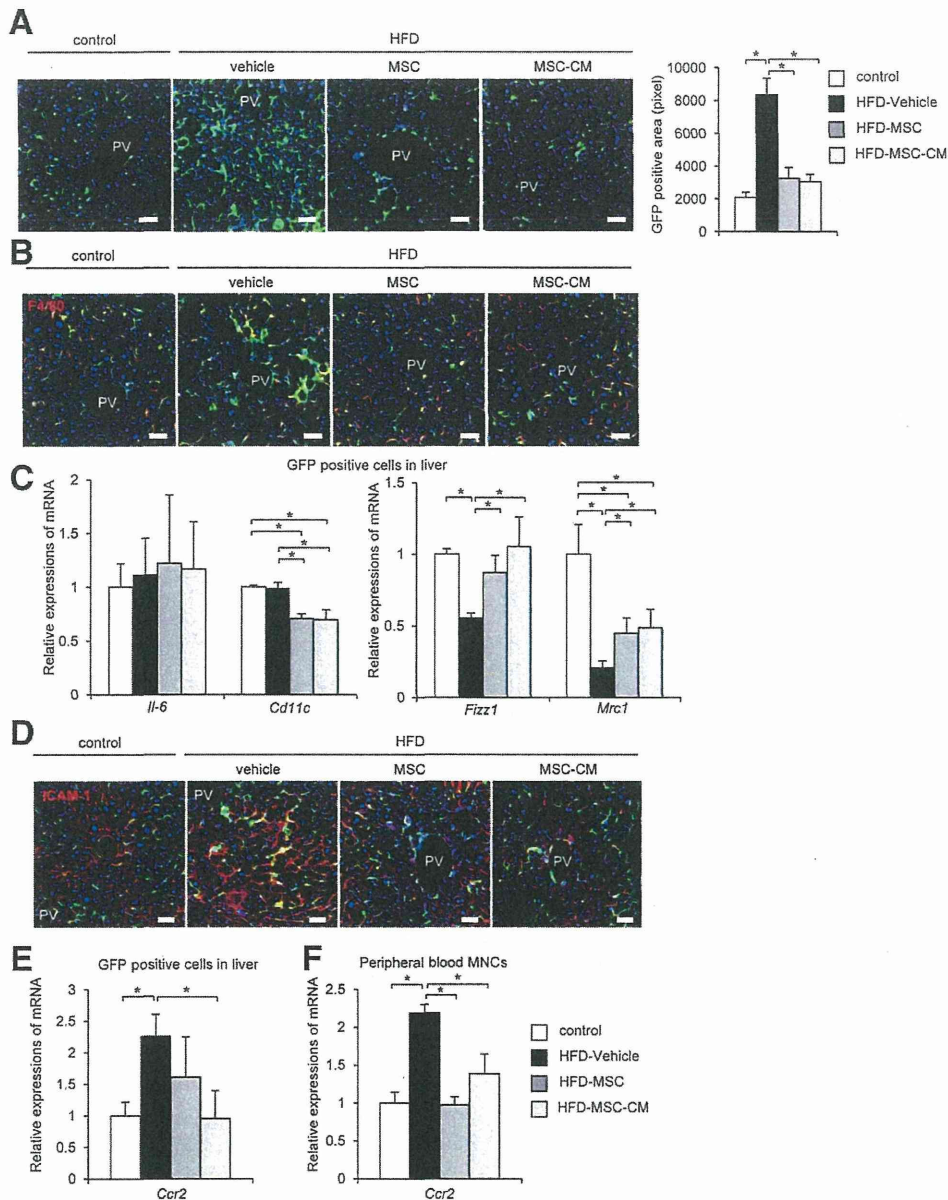 A
control
HFD
vehicle
MSC
MSC-CM
PV
PV
PV
PV
GFP positive area (pixel)
10000
8000
6000
4000
2000
0
* *
*
control
HFD-Vehicle
HFD-MSC
HFD-MSC-CM
B
control
HFD
vehicle
MSC
MSC-CM
F4/80
PV
PV
PV
PV
C
GFP positive cells in liver
Relative expressions of mRNA
2
1.5
1
0.5
0
*
*
*
*
Il-6
Cd11c
Relative expressions of mRNA
1.5
1
0.5
0
* *
*
*
*
* *
*
Fizz1
Mrc1
D
control
HFD
vehicle
MSC
MSC-CM
ICAM-1
PV
PV
PV
PV
E
GFP positive cells in liver
Relative expressions of mRNA
3
2.5
2
1.5
1
0.5
0
* *
Ccr2
F
Peripheral blood MNCs
Relative expressions of mRNA
2.5
2
1.5
1
0.5
0
* *
*
Ccr2
control
HFD-Vehicle
HFD-MSC
HFD-MSC-CM